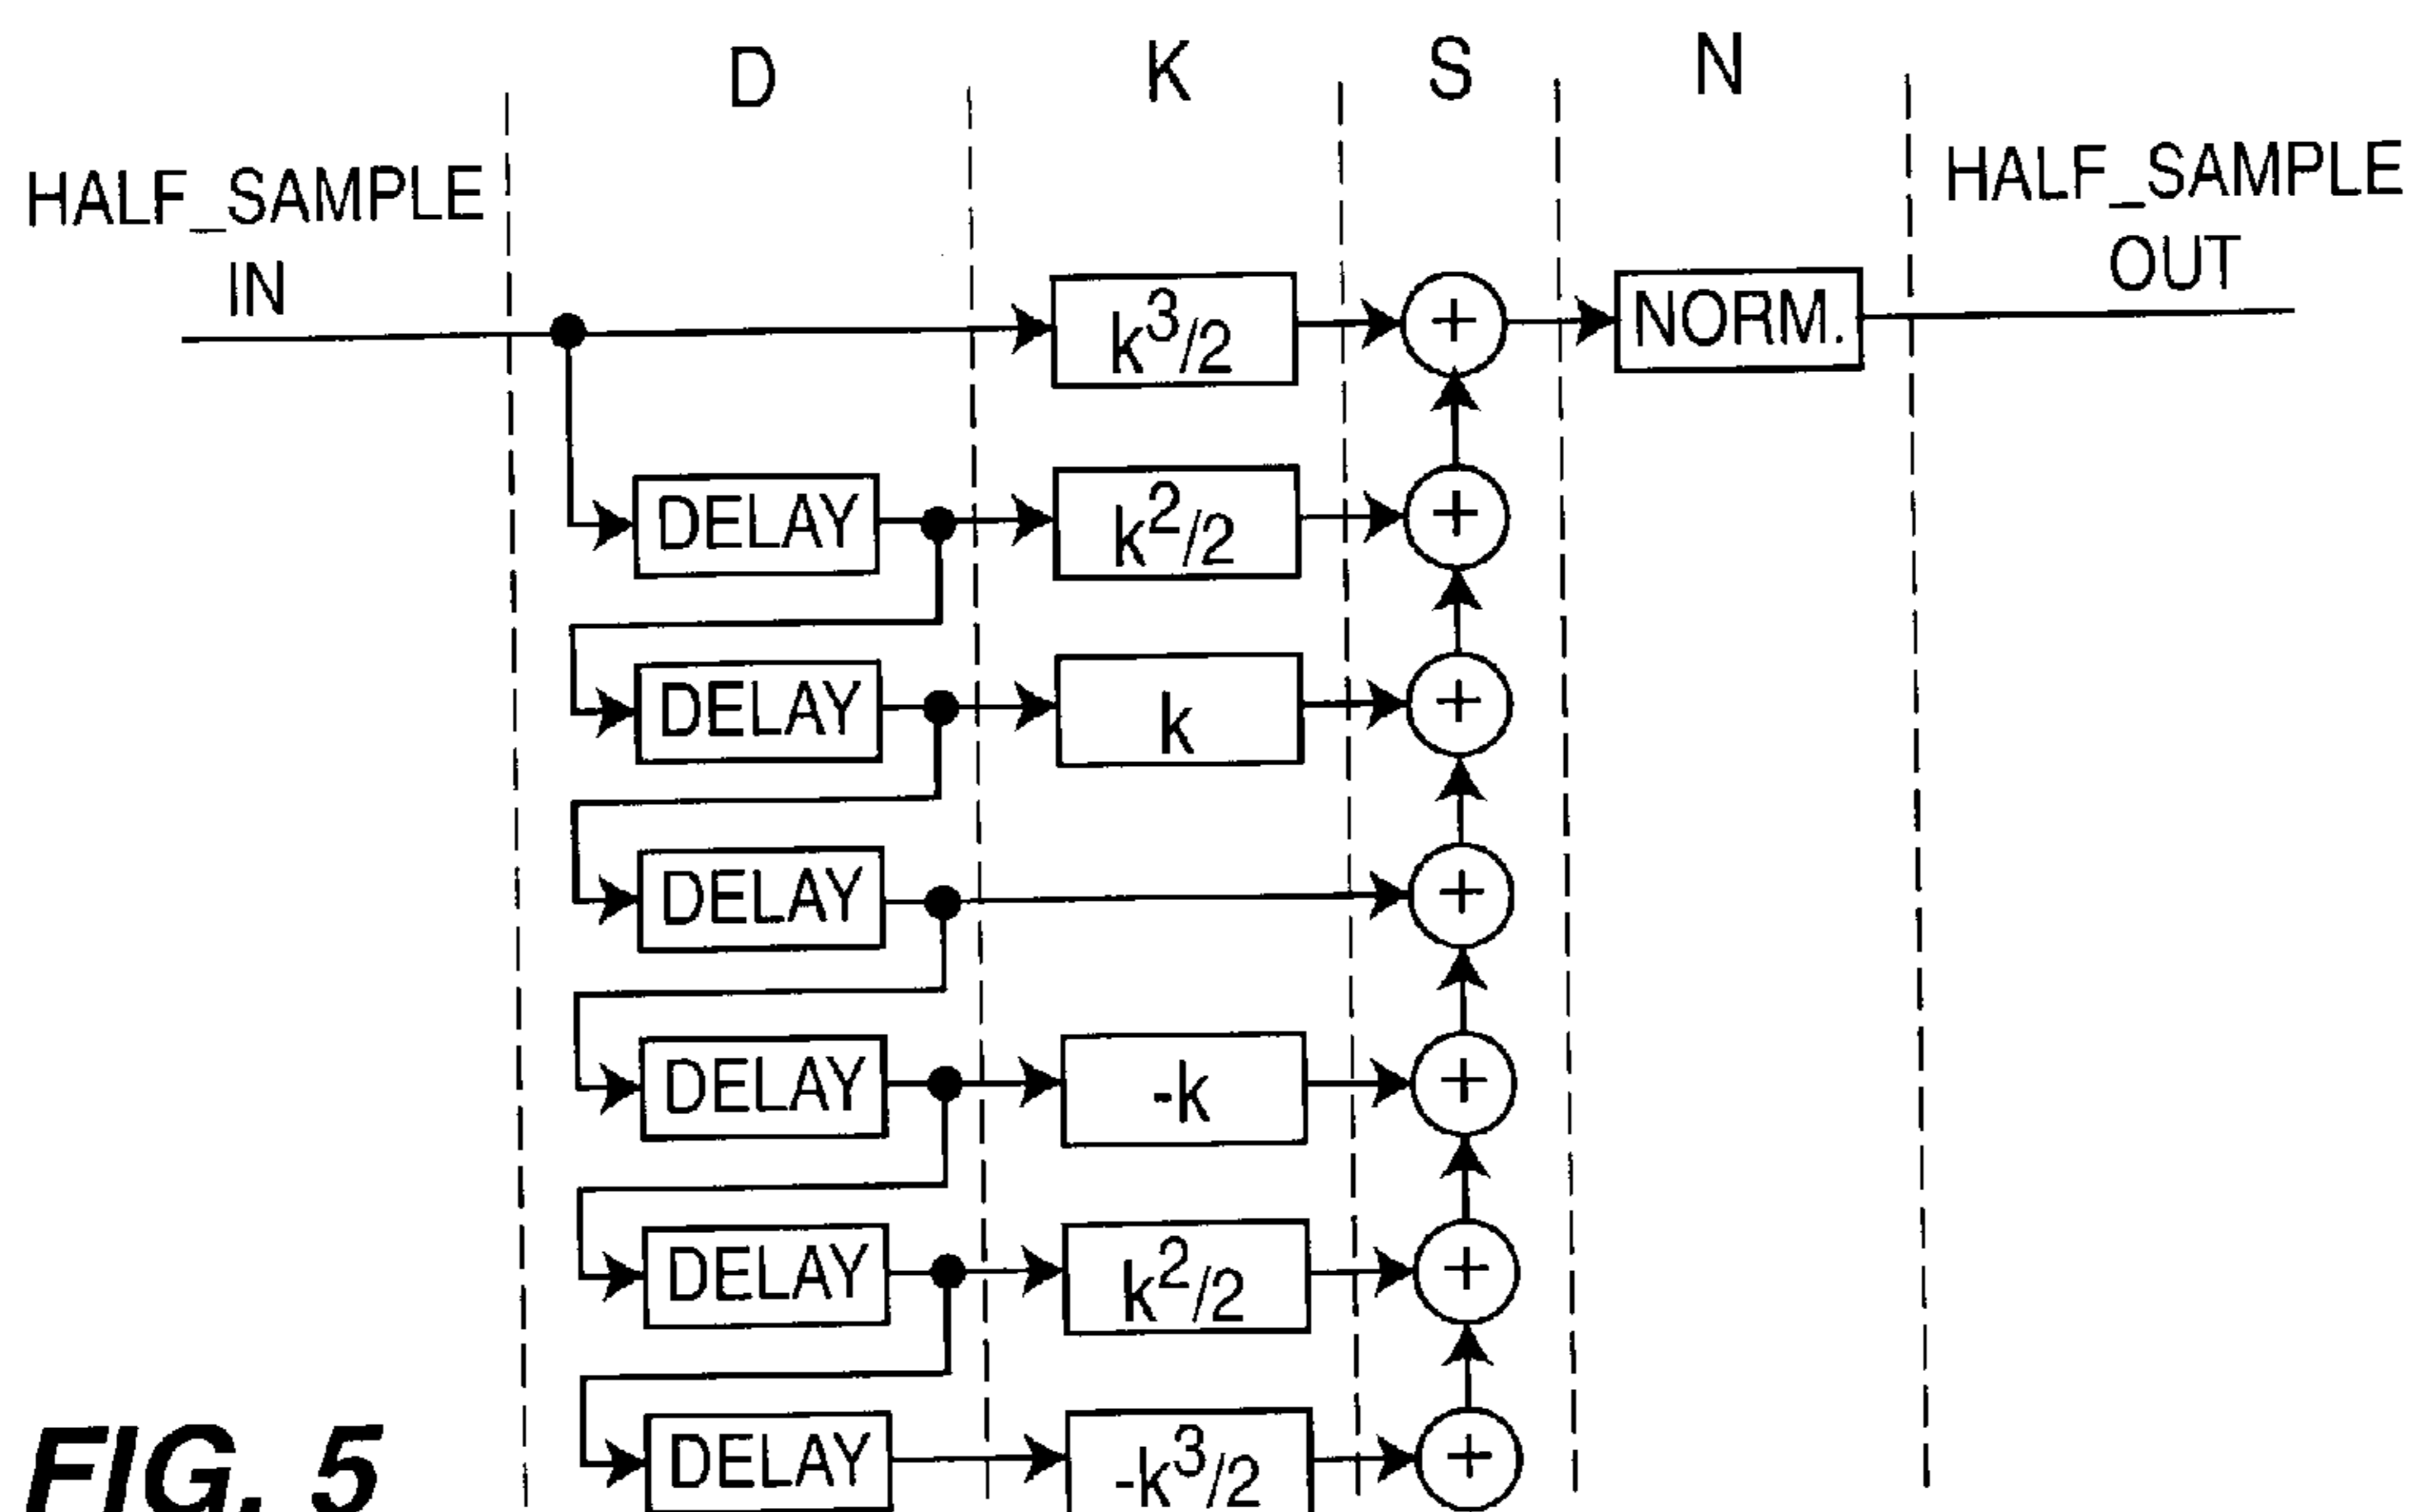 D K S N
HALF_SAMPLE
IN
HALF_SAMPLE
OUT
k³/2 + NORM.
DELAY k²/2 +
DELAY k +
DELAY +
DELAY -k +
DELAY k²/2 +
DELAY -k³/2 +
FIG. 5